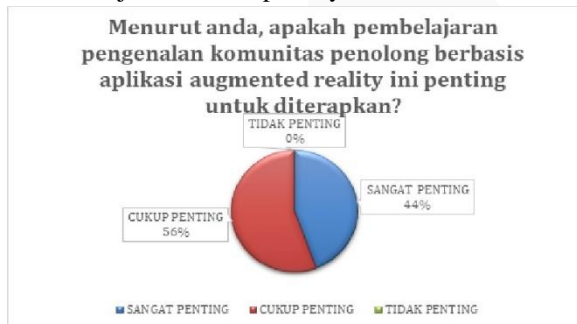 Menurut anda, apakah pembelajaran
pengenalan komunitas penolong berbasis
aplikasi augmented reality ini penting
untuk diterapkan?
TIDAK PENTING
0%
SANGAT PENTING
44%
CUKUP PENTING
56%
SANGAT PENTING CUKUP PENTING TIDAK PENTING